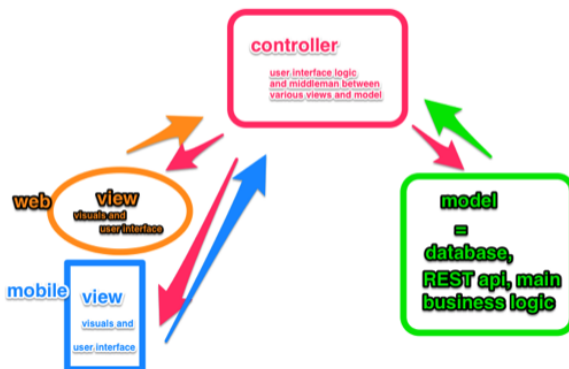 controller
user interface logic
and middleman between
various views and model
web
view
visuals and
user interface
mobile
view
visuals and
user interface
model
=
database,
REST api, main
business logic